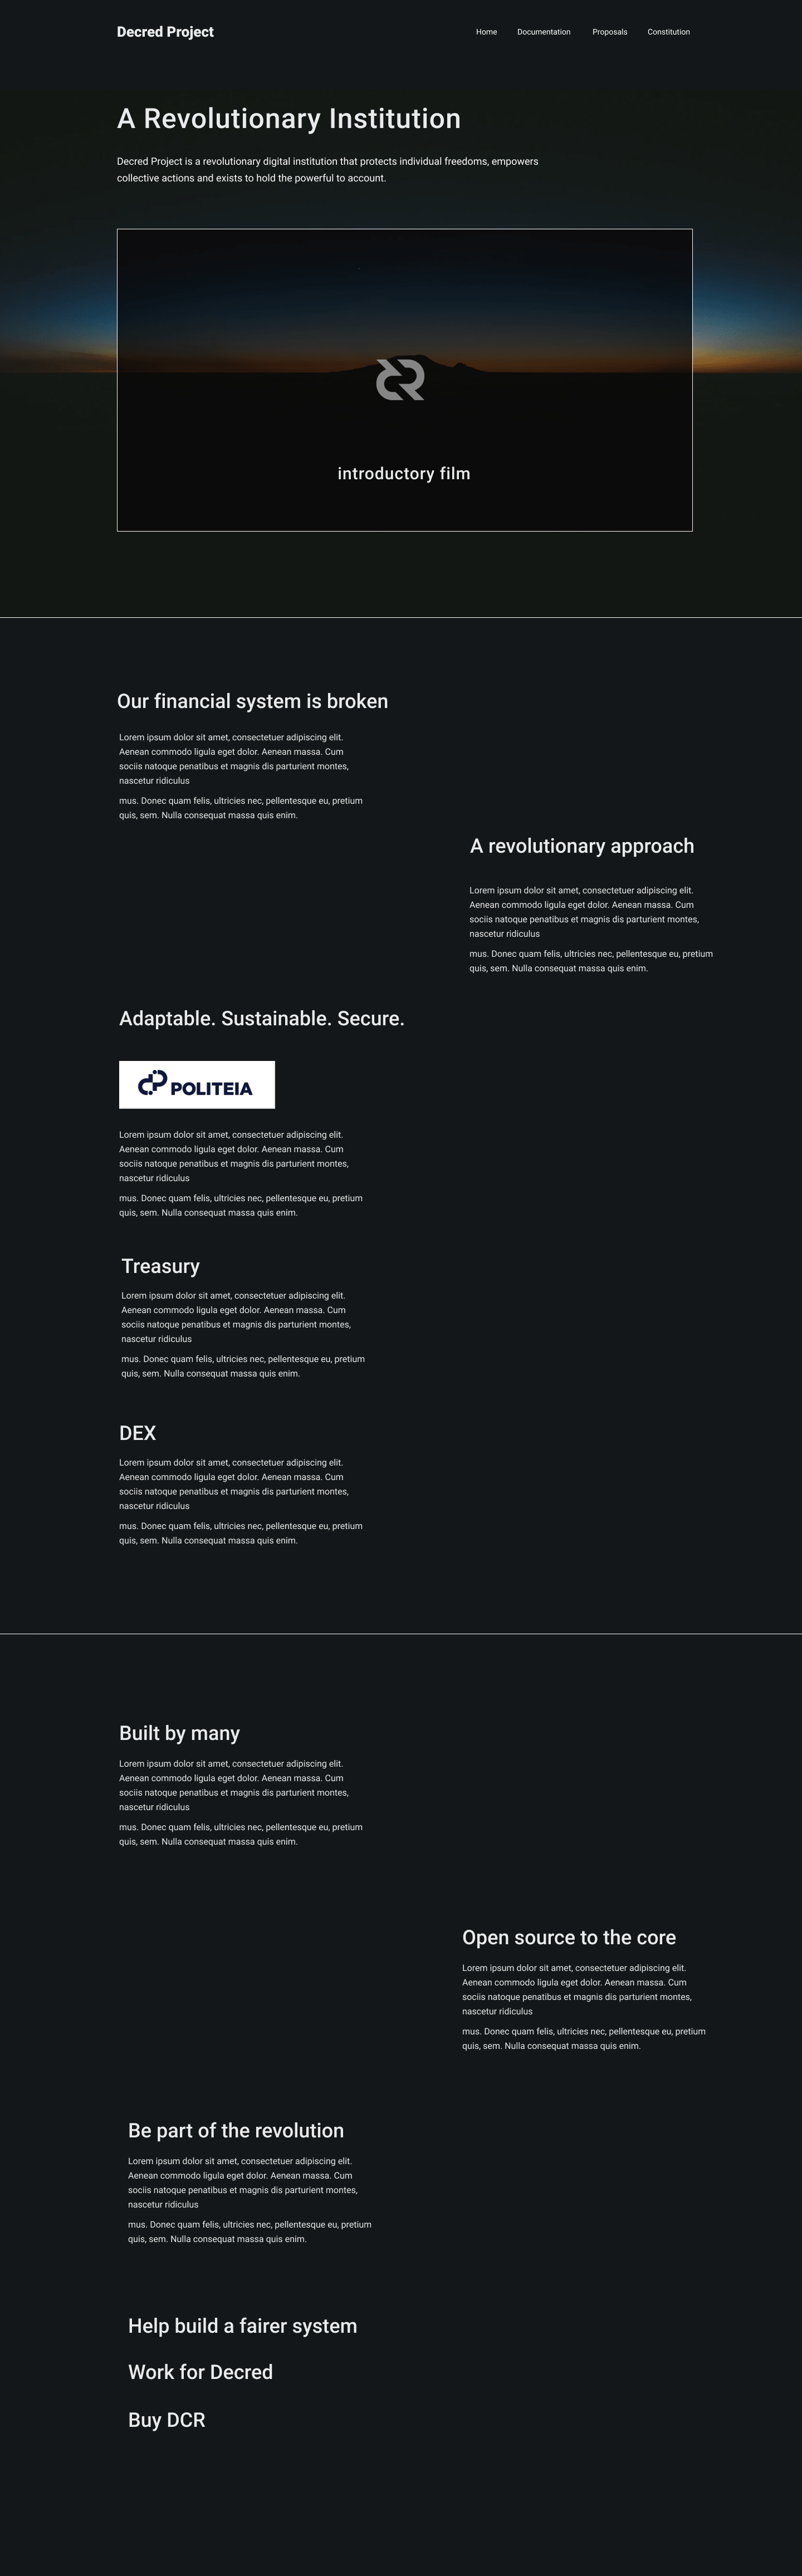 Decred Project
Home
Documentation
Proposals
Constitution
A Revolutionary Institution
Decred Project is a revolutionary digital institution that protects individual freedoms, empowers
collective actions and exists to hold the powerful to account.
introductory film
Our financial system is broken
Lorem ipsum dolor sit amet, consectetuer adipiscing elit.
Aenean commodo ligula eget dolor. Aenean massa. Cum
sociis natoque penatibus et magnis dis parturient montes,
nascetur ridiculus
mus. Donec quam felis, ultricies nec, pellentesque eu, pretium
quis, sem. Nulla consequat massa quis enim.
A revolutionary approach
Lorem ipsum dolor sit amet, consectetuer adipiscing elit.
Aenean commodo ligula eget dolor. Aenean massa. Cum
sociis natoque penatibus et magnis dis parturient montes,
nascetur ridiculus
mus. Donec quam felis, ultricies nec, pellentesque eu, pretium
quis, sem. Nulla consequat massa quis enim.
Adaptable. Sustainable. Secure.
POLITEIA
Lorem ipsum dolor sit amet, consectetuer adipiscing elit.
Aenean commodo ligula eget dolor. Aenean massa. Cum
sociis natoque penatibus et magnis dis parturient montes,
nascetur ridiculus
mus. Donec quam felis, ultricies nec, pellentesque eu, pretium
quis, sem. Nulla consequat massa quis enim.
Treasury
Lorem ipsum dolor sit amet, consectetuer adipiscing elit.
Aenean commodo ligula eget dolor. Aenean massa. Cum
sociis natoque penatibus et magnis dis parturient montes,
nascetur ridiculus
mus. Donec quam felis, ultricies nec, pellentesque eu, pretium
quis, sem. Nulla consequat massa quis enim.
DEX
Lorem ipsum dolor sit amet, consectetuer adipiscing elit.
Aenean commodo ligula eget dolor. Aenean massa. Cum
sociis natoque penatibus et magnis dis parturient montes,
nascetur ridiculus
mus. Donec quam felis, ultricies nec, pellentesque eu, pretium
quis, sem. Nulla consequat massa quis enim.
Built by many
Lorem ipsum dolor sit amet, consectetuer adipiscing elit.
Aenean commodo ligula eget dolor. Aenean massa. Cum
sociis natoque penatibus et magnis dis parturient montes,
nascetur ridiculus
mus. Donec quam felis, ultricies nec, pellentesque eu, pretium
quis, sem. Nulla consequat massa quis enim.
Open source to the core
Lorem ipsum dolor sit amet, consectetuer adipiscing elit.
Aenean commodo ligula eget dolor. Aenean massa. Cum
sociis natoque penatibus et magnis dis parturient montes,
nascetur ridiculus
mus. Donec quam felis, ultricies nec, pellentesque eu, pretium
quis, sem. Nulla consequat massa quis enim.
Be part of the revolution
Lorem ipsum dolor sit amet, consectetuer adipiscing elit.
Aenean commodo ligula eget dolor. Aenean massa. Cum
sociis natoque penatibus et magnis dis parturient montes,
nascetur ridiculus
mus. Donec quam felis, ultricies nec, pellentesque eu, pretium
quis, sem. Nulla consequat massa quis enim.
Help build a fairer system
Work for Decred
Buy DCR